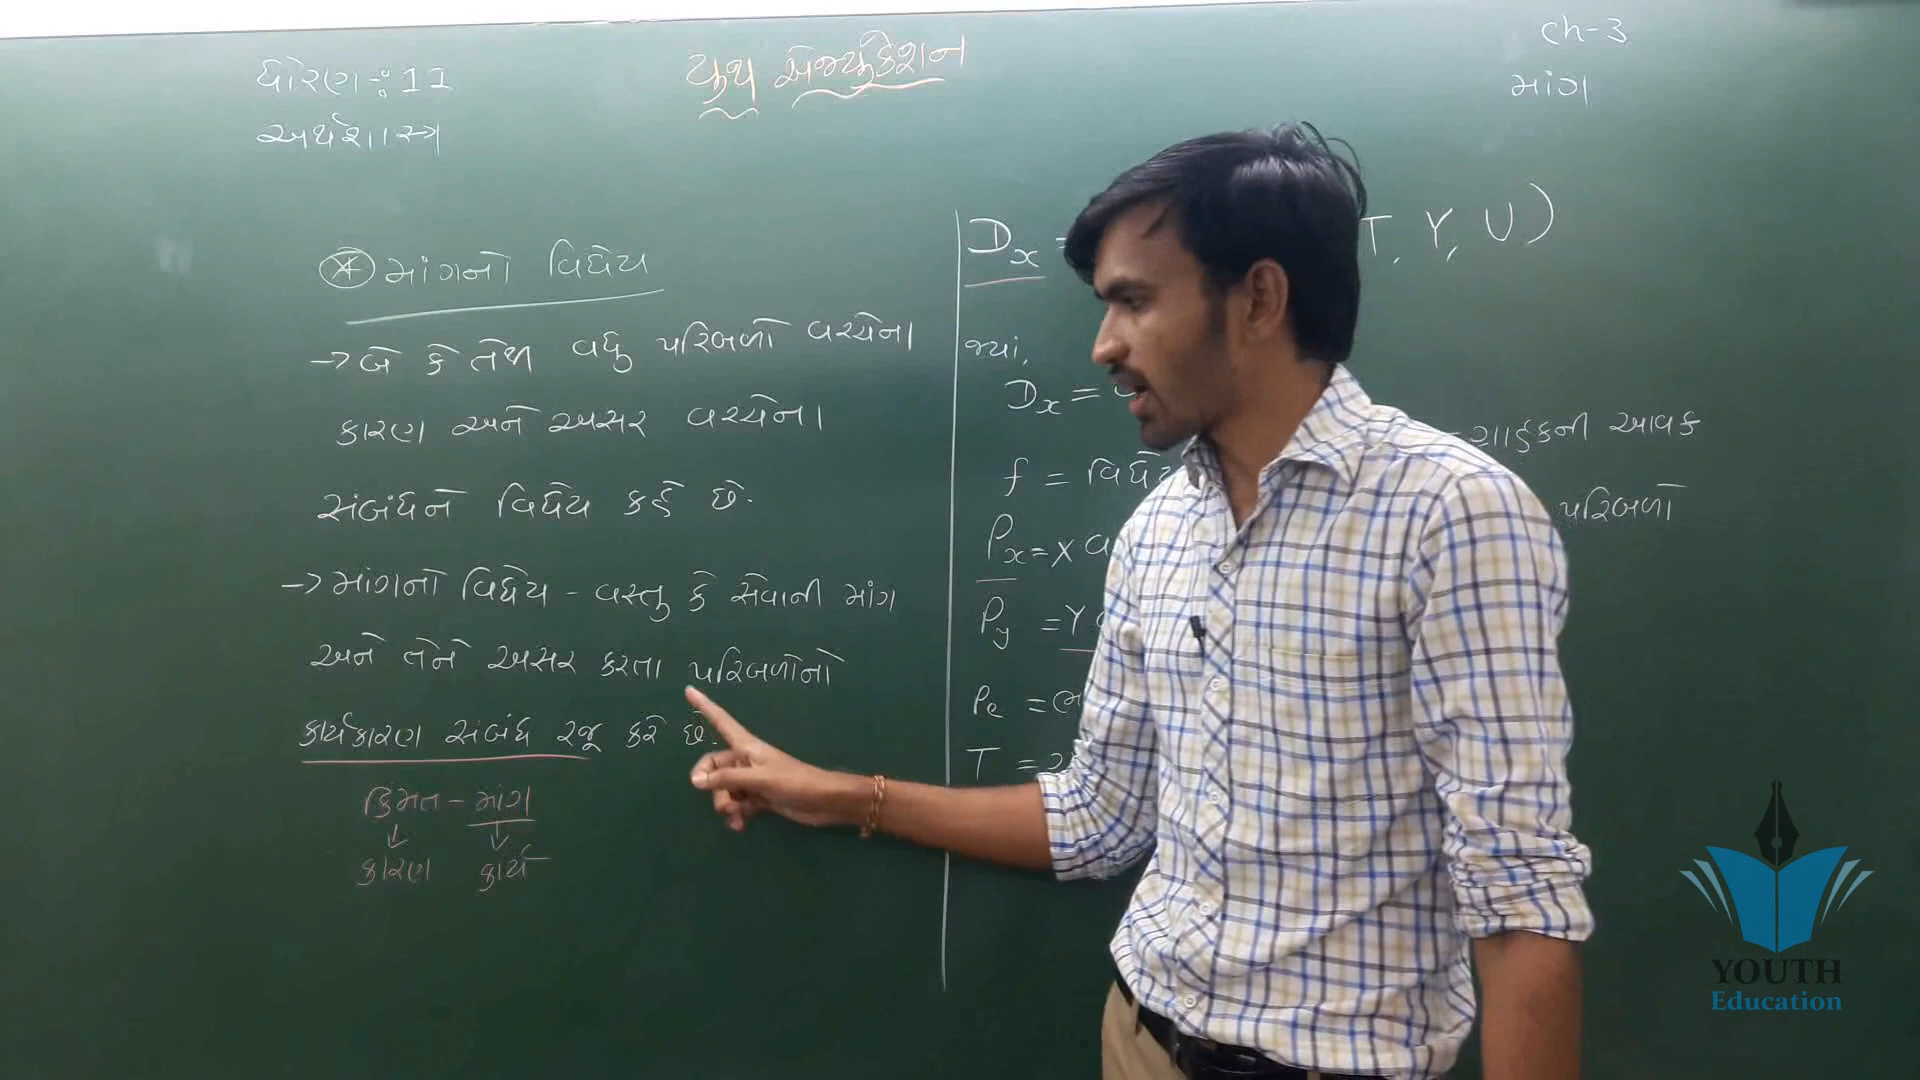 ધોરણ :- 11
અર્થશાસ્ત્ર
યુથ એજ્યુકેશન
Ch-3
માંગ
* માંગનો વિધેય
→ બે કે તેથી વધુ પરિબળો વચ્ચેના
કારણ અને અસર વચ્ચેના
સંબંધને વિધેય કહે છે.
→ માંગનો વિધેય - વસ્તુ કે સેવાની માંગ
અને તેને અસર કરતા પરિબળોનો
કાર્યકારણ સંબંધ રજૂ કરે છે.
કિંમત - માંગ
↓ ↓
કારણ કાર્ય
Dx = T, Y, U)
જ્યાં,
Dx =
f = વિધેય
Px = X
Py = Y
Pe =
T =
ગ્રાહકની આવક
પરિબળો
YOUTH
Education